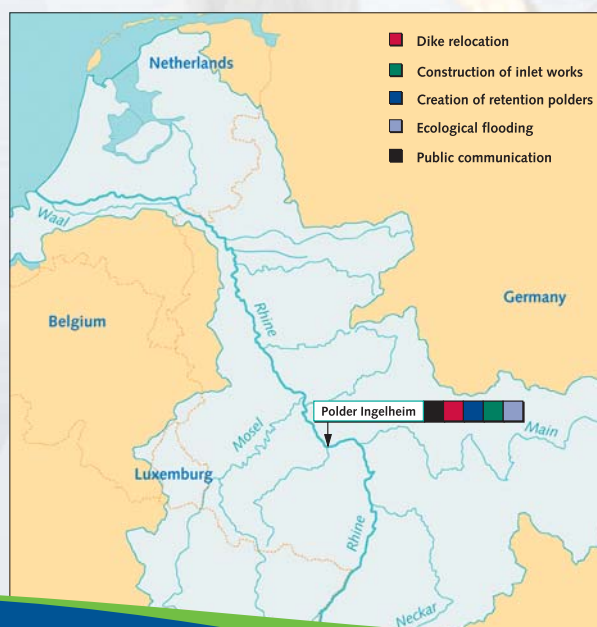 Netherlands
Dike relocation
Construction of inlet works
Creation of retention polders
Ecological flooding
Public communication
Waal
Belgium
Rhine
Germany
Polder Ingelheim
Main
Mosel
Luxemburg
Rhine
Neckar